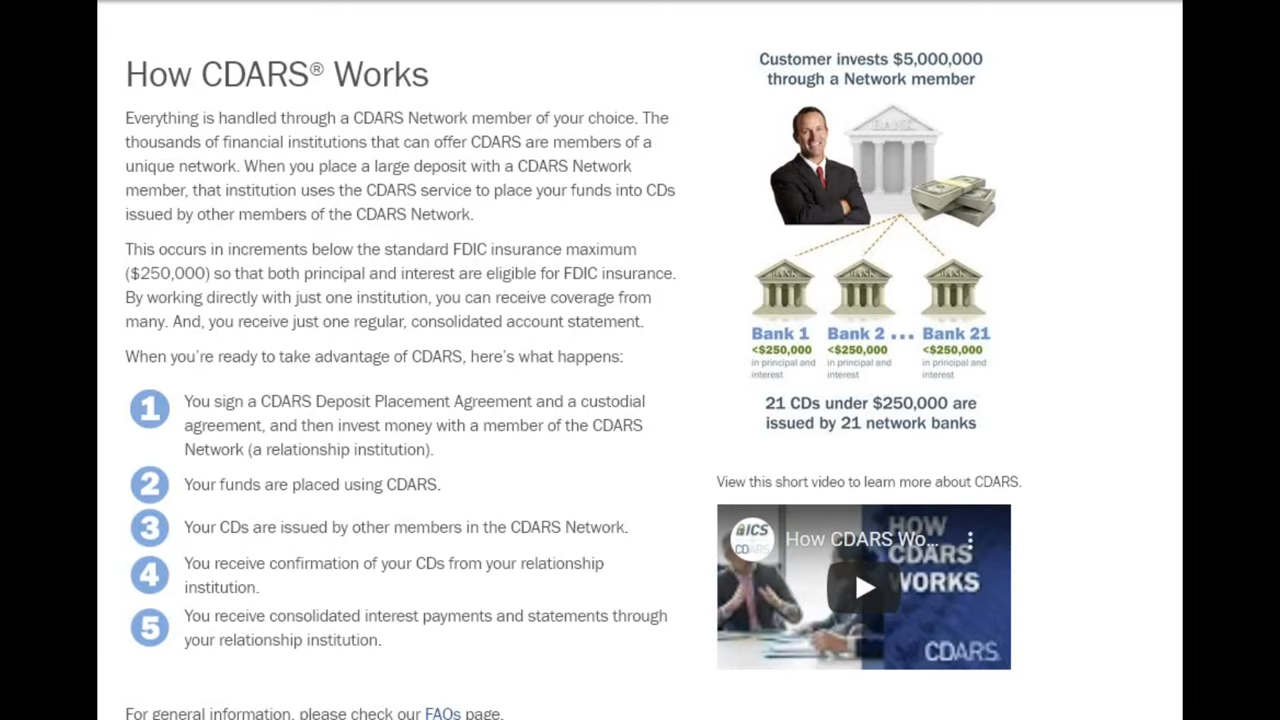 How CDARS® Works
Everything is handled through a CDARS Network member of your choice. The
thousands of financial institutions that can offer CDARS are members of a
unique network. When you place a large deposit with a CDARS Network
member, that institution uses the CDARS service to place your funds into CDs
issued by other members of the CDARS Network.
This occurs in increments below the standard FDIC insurance maximum
($250,000) so that both principal and interest are eligible for FDIC insurance.
By working directly with just one institution, you can receive coverage from
many. And, you receive just one regular, consolidated account statement.
When you’re ready to take advantage of CDARS, here’s what happens:
1 You sign a CDARS Deposit Placement Agreement and a custodial
agreement, and then invest money with a member of the CDARS
Network (a relationship institution).
2 Your funds are placed using CDARS.
3 Your CDs are issued by other members in the CDARS Network.
4 You receive confirmation of your CDs from your relationship
institution.
5 You receive consolidated interest payments and statements through
your relationship institution.
For general information, please check our FAQs page.
Customer invests $5,000,000
through a Network member
BANK
BANK BANK BANK
Bank 1 Bank 2 ... Bank 21
<$250,000 <$250,000 <$250,000
in principal and in principal and in principal and
interest interest interest
21 CDs under $250,000 are
issued by 21 network banks
View this short video to learn more about CDARS.
ICS
CDARS
How CDARS Wo...
HOW
CDARS
WORKS
CDARS